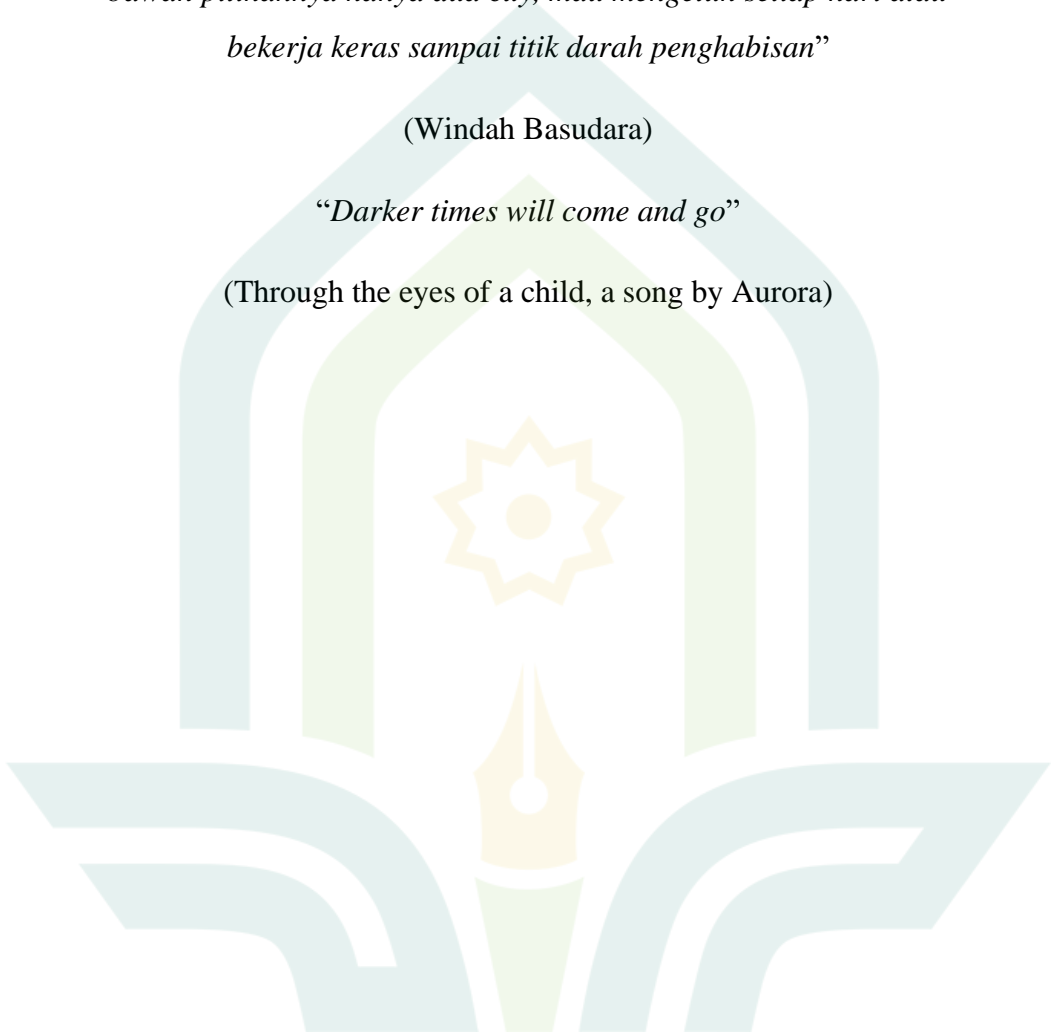 bekerja keras sampai titik darah penghabisan”
(Windah Basudara)
“Darker times will come and go”
(Through the eyes of a child, a song by Aurora)